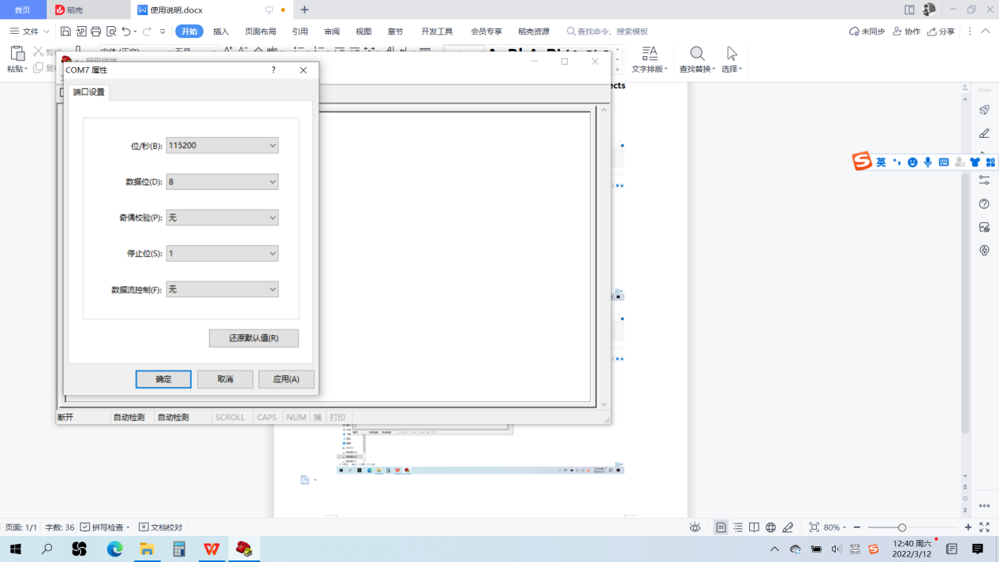 首页
稻壳
使用说明.docx
文件
开始
插入
页面布局
引用
审阅
视图
章节
开发工具
会员专享
稻壳资源
查找命令、搜索模板
未同步
协作
分享
粘贴
文字排版
查找替换
选择
超级终端
COM7 属性
?
端口设置
位/秒(B):
115200
数据位(D):
8
奇偶校验(P):
无
停止位(S):
1
数据流控制(F):
无
还原默认值(R)
确定
取消
应用(A)
断开
自动检测
自动检测
SCROLL
CAPS
NUM
捕
打印
ects
英
页面: 1/1
字数: 36
拼写检查
文档校对
80%
英
12:40 周六
2022/3/12